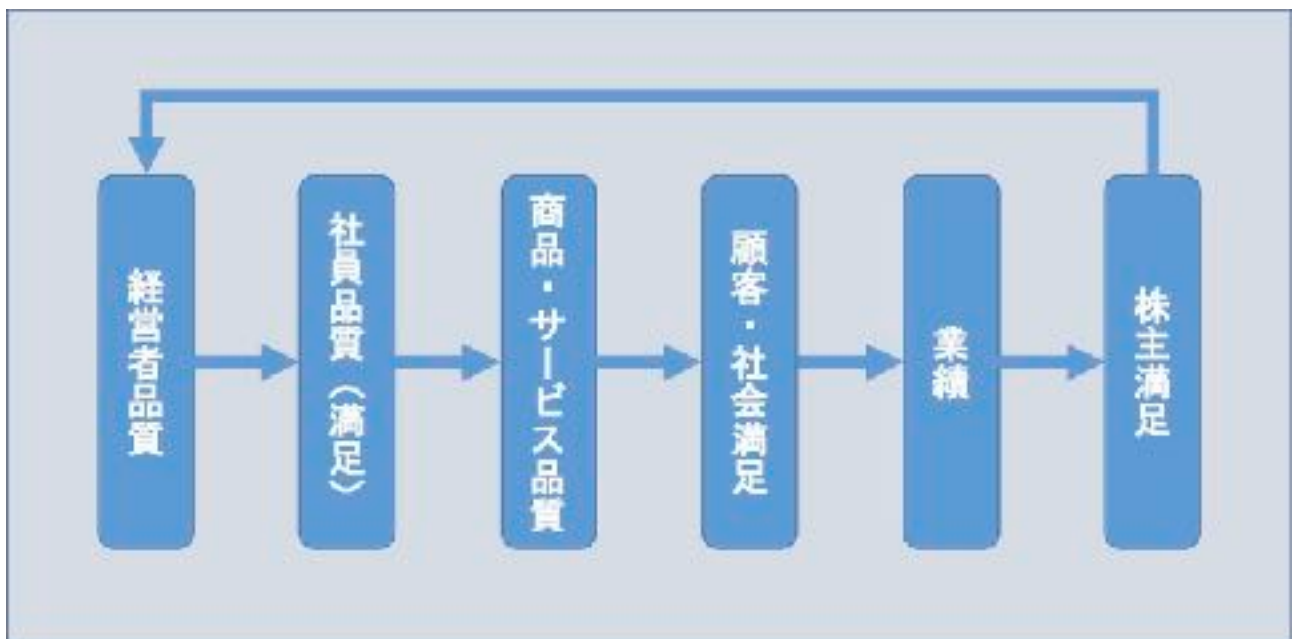 経営者品質
社員品質（満足）
商品・サービス品質
顧客・社会満足
業績
株主満足